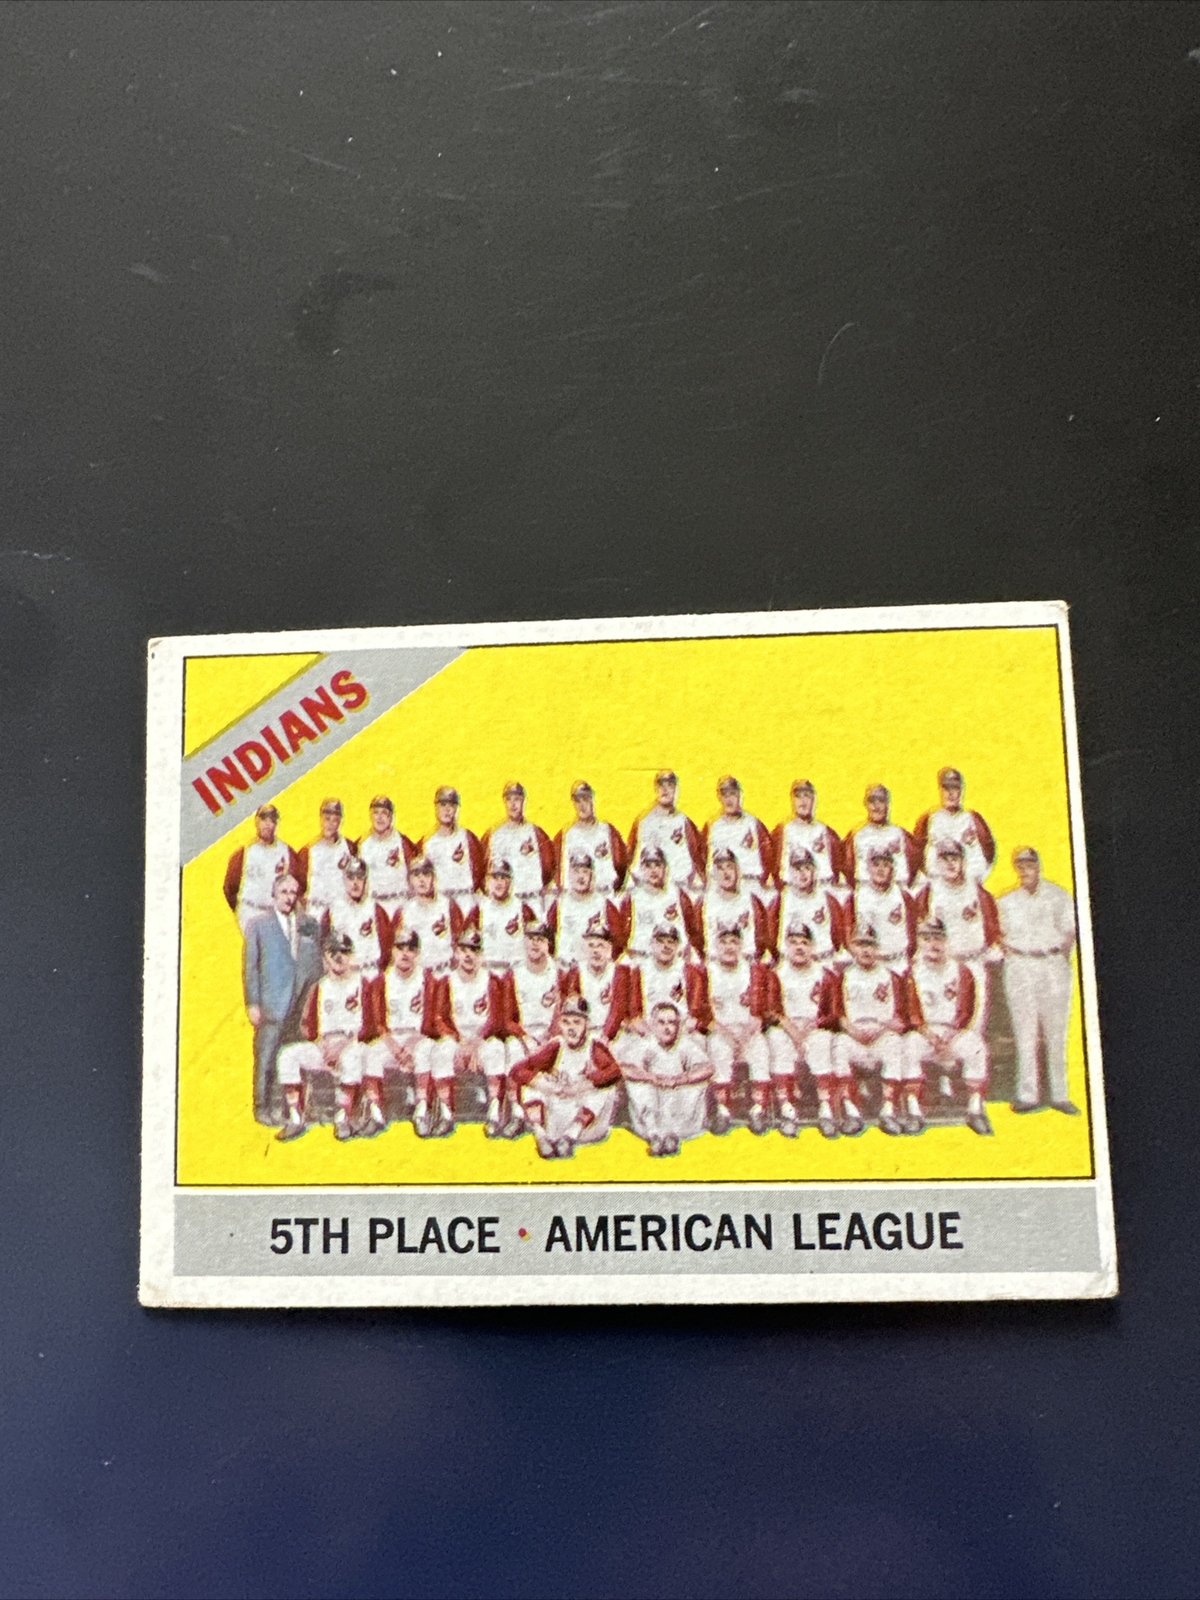 INDIANS
5TH PLACE • AMERICAN LEAGUE